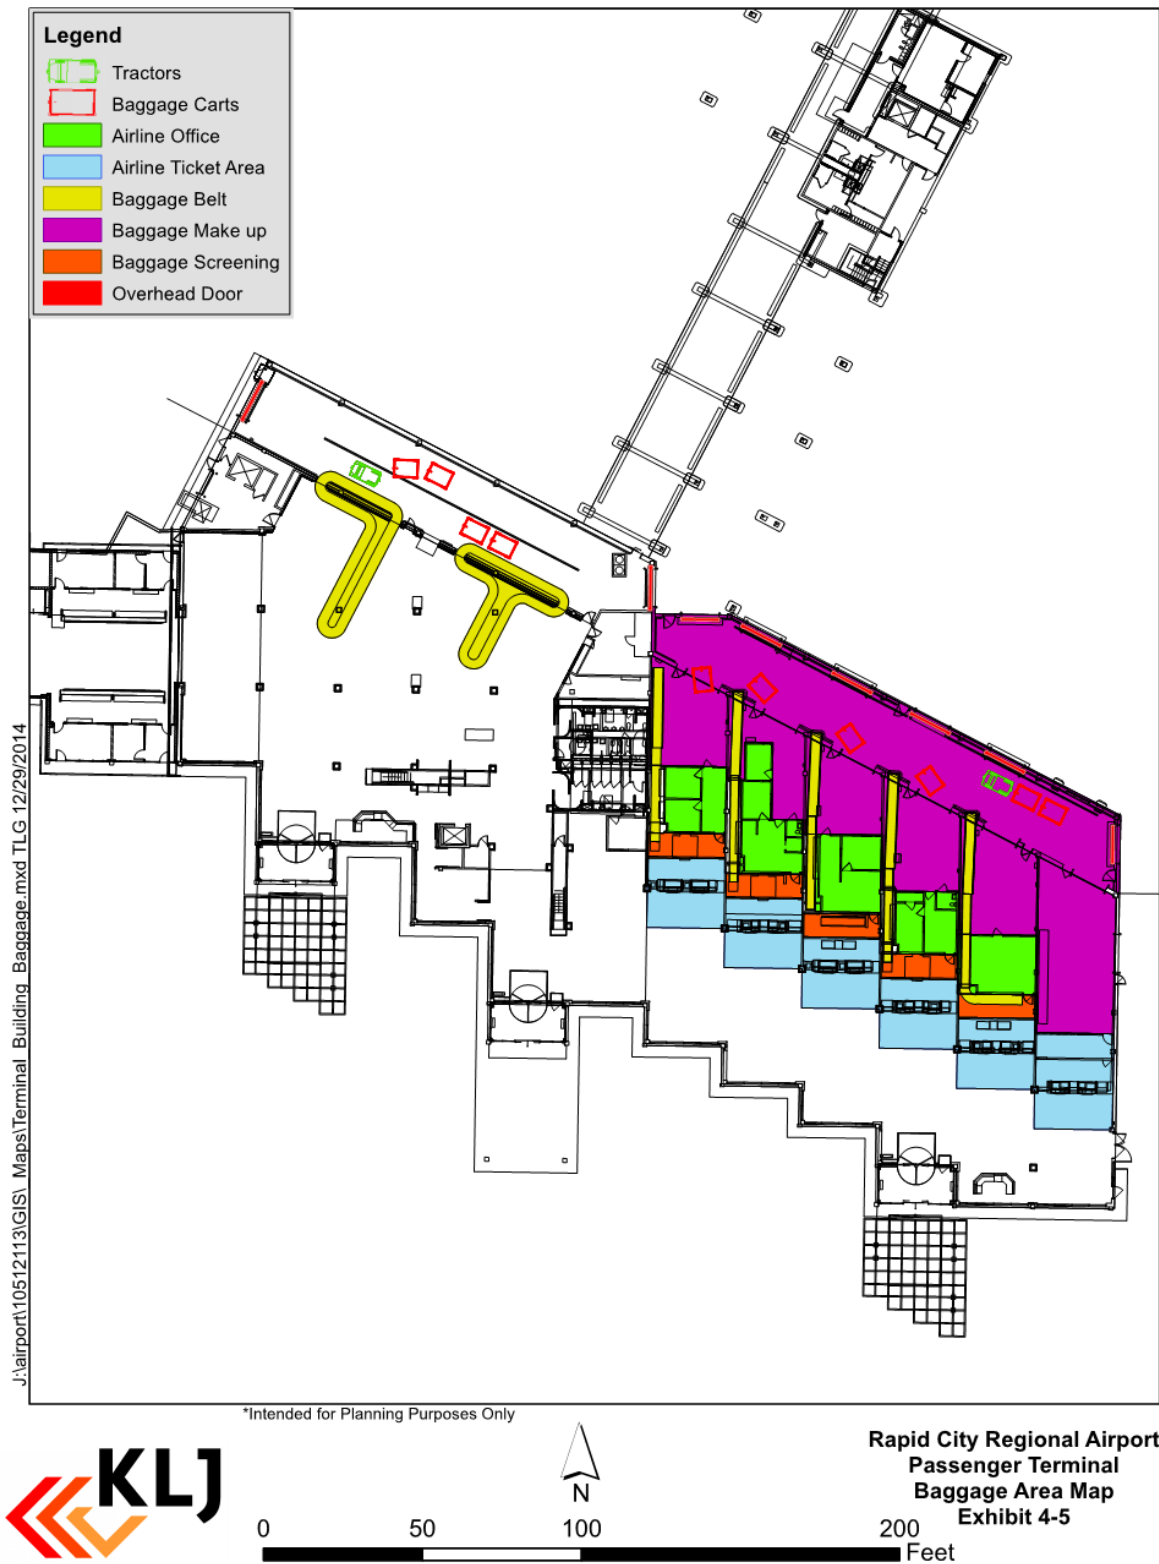 Legend
Tractors
Baggage Carts
Airline Office
Airline Ticket Area
Baggage Belt
Baggage Make up
Baggage Screening
Overhead Door
J:\airport\10512113\GIS\ Maps\Terminal Building Baggage.mxd TLG 12/29/2014
*Intended for Planning Purposes Only
KLJ
N
0 50 100 200
Feet
Rapid City Regional Airport
Passenger Terminal
Baggage Area Map
Exhibit 4-5